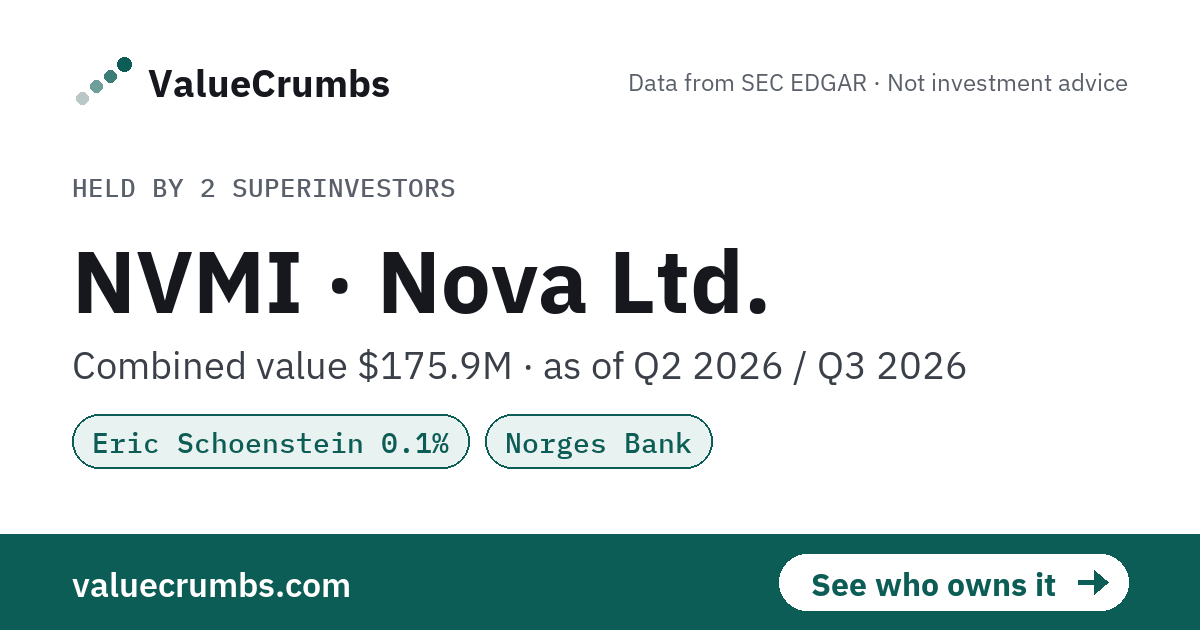 ValueCrumbs
Data from SEC EDGAR · Not investment advice
HELD BY 2 SUPERINVESTORS
NVMI · Nova Ltd.
Combined value $175.9M · as of Q2 2026 / Q3 2026
Eric Schoenstein 0.1%
Norges Bank
valuecrumbs.com
See who owns it →